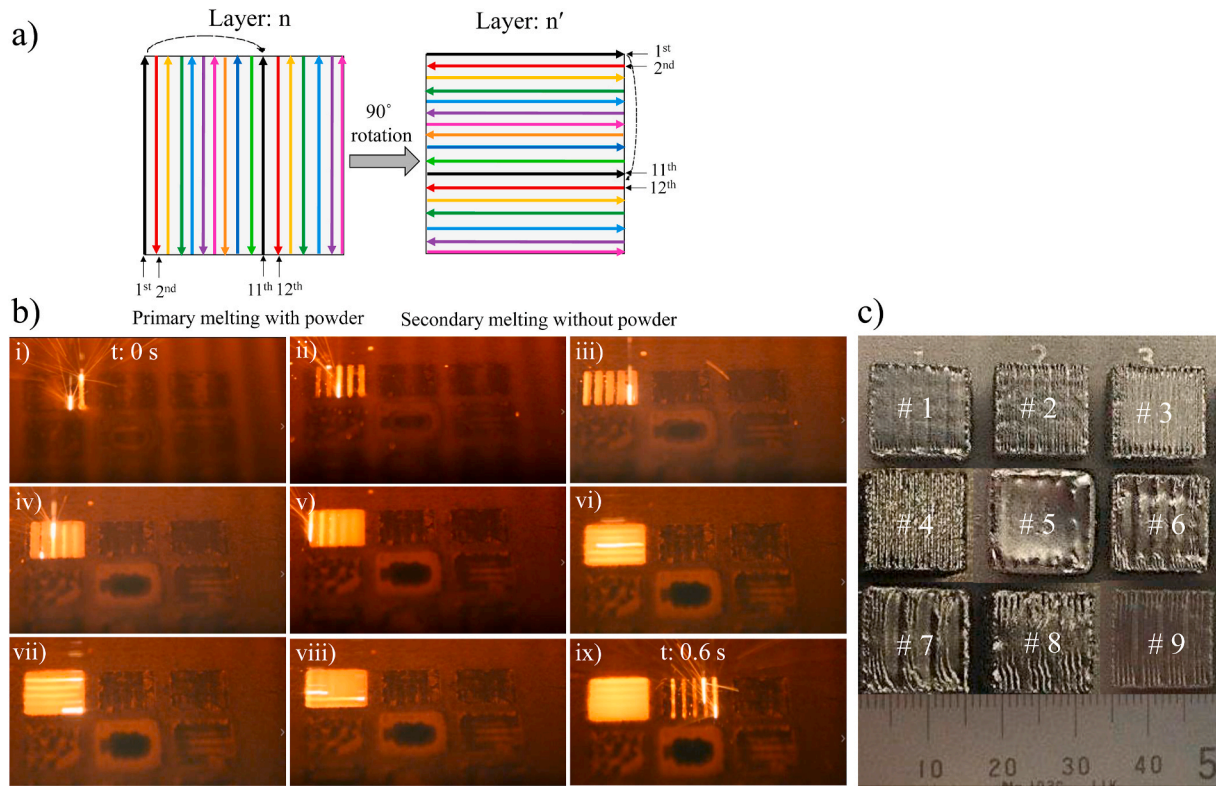 a)
Layer: n
Layer: n′
90°
rotation
1st
2nd
11th
12th
1st
2nd
11th
12th
b)
Primary melting with powder
Secondary melting without powder
c)
i)
t: 0 s
ii)
iii)
iv)
v)
vi)
vii)
viii)
ix)
t: 0.6 s
1
2
3
# 1
# 2
# 3
# 4
# 5
# 6
# 7
# 8
# 9
10
20
30
40
5